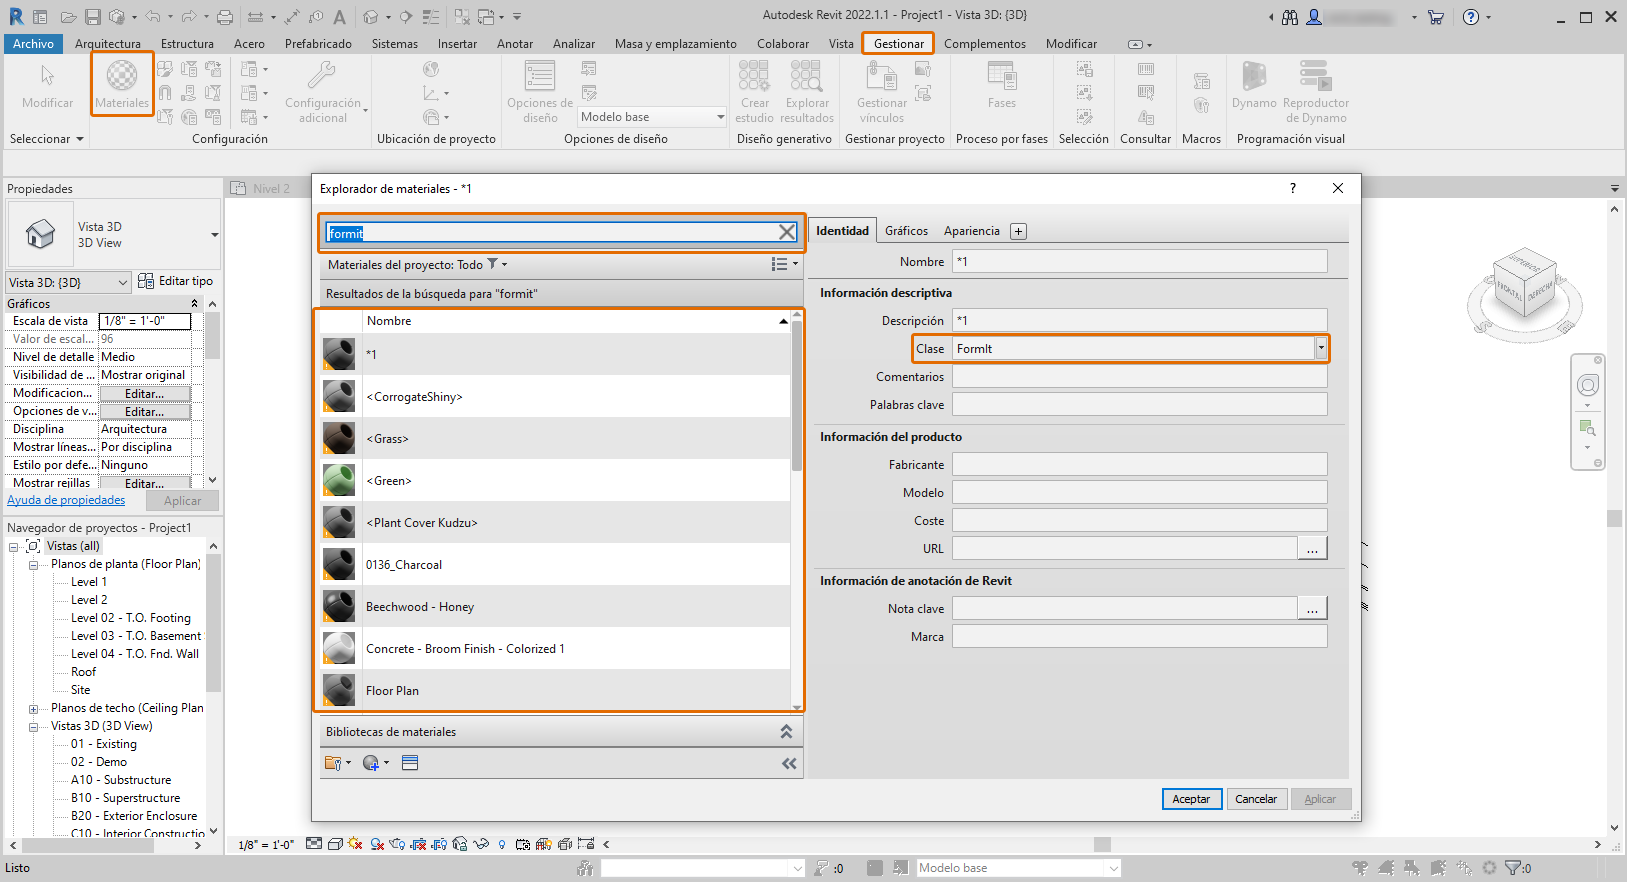 Autodesk Revit 2022.1.1 - Project1 - Vista 3D: {3D}
Archivo Arquitectura Estructura Acero Prefabricado Sistemas Insertar Anotar Analizar Masa y emplazamiento Colaborar Vista Gestionar Complementos Modificar
Modificar
Materiales
Configuración
adicional
Opciones de
diseño
Modelo base
Crear
estudio
Explorar
resultados
Gestionar
vínculos
Fases
Dynamo
Reproductor
de Dynamo
Seleccionar Configuración Ubicación de proyecto Opciones de diseño Diseño generativo Gestionar proyecto Proceso por fases Selección Consultar Macros Programación visual
Propiedades
Vista 3D
3D View
Vista 3D: {3D} Editar tipo
Gráficos
Escala de vista 1/8" = 1'-0"
Valor de escal... 96
Nivel de detalle Medio
Visibilidad de ... Mostrar original
Modificacion... Editar...
Opciones de v... Editar...
Disciplina Arquitectura
Mostrar líneas... Por disciplina
Estilo por defe... Ninguno
Mostrar rejillas Editar...
Ayuda de propiedades Aplicar
Navegador de proyectos - Project1
Vistas (all)
Planos de planta (Floor Plan)
Level 1
Level 2
Level 02 - T.O. Footing
Level 03 - T.O. Basement
Level 04 - T.O. Fnd. Wall
Roof
Site
Planos de techo (Ceiling Plan
Vistas 3D (3D View)
01 - Existing
02 - Demo
A10 - Substructure
B10 - Superstructure
B20 - Exterior Enclosure
C10 - Interior Constructio
Nivel 2
Explorador de materiales - *1
?
formit
Materiales del proyecto: Todo
Resultados de la búsqueda para "formit"
Nombre
*1
<CorrogateShiny>
<Grass>
<Green>
<Plant Cover Kudzu>
0136_Charcoal
Beechwood - Honey
Concrete - Broom Finish - Colorized 1
Floor Plan
Bibliotecas de materiales
Identidad Gráficos Apariencia +
Nombre *1
Información descriptiva
Descripción *1
Clase FormIt
Comentarios
Palabras clave
Información del producto
Fabricante
Modelo
Coste
URL ...
Información de anotación de Revit
Nota clave ...
Marca
Aceptar Cancelar Aplicar
SUPERIOR
FRONTAL
DERECHA
S
1/8" = 1'-0"
Listo :0 Modelo base :0